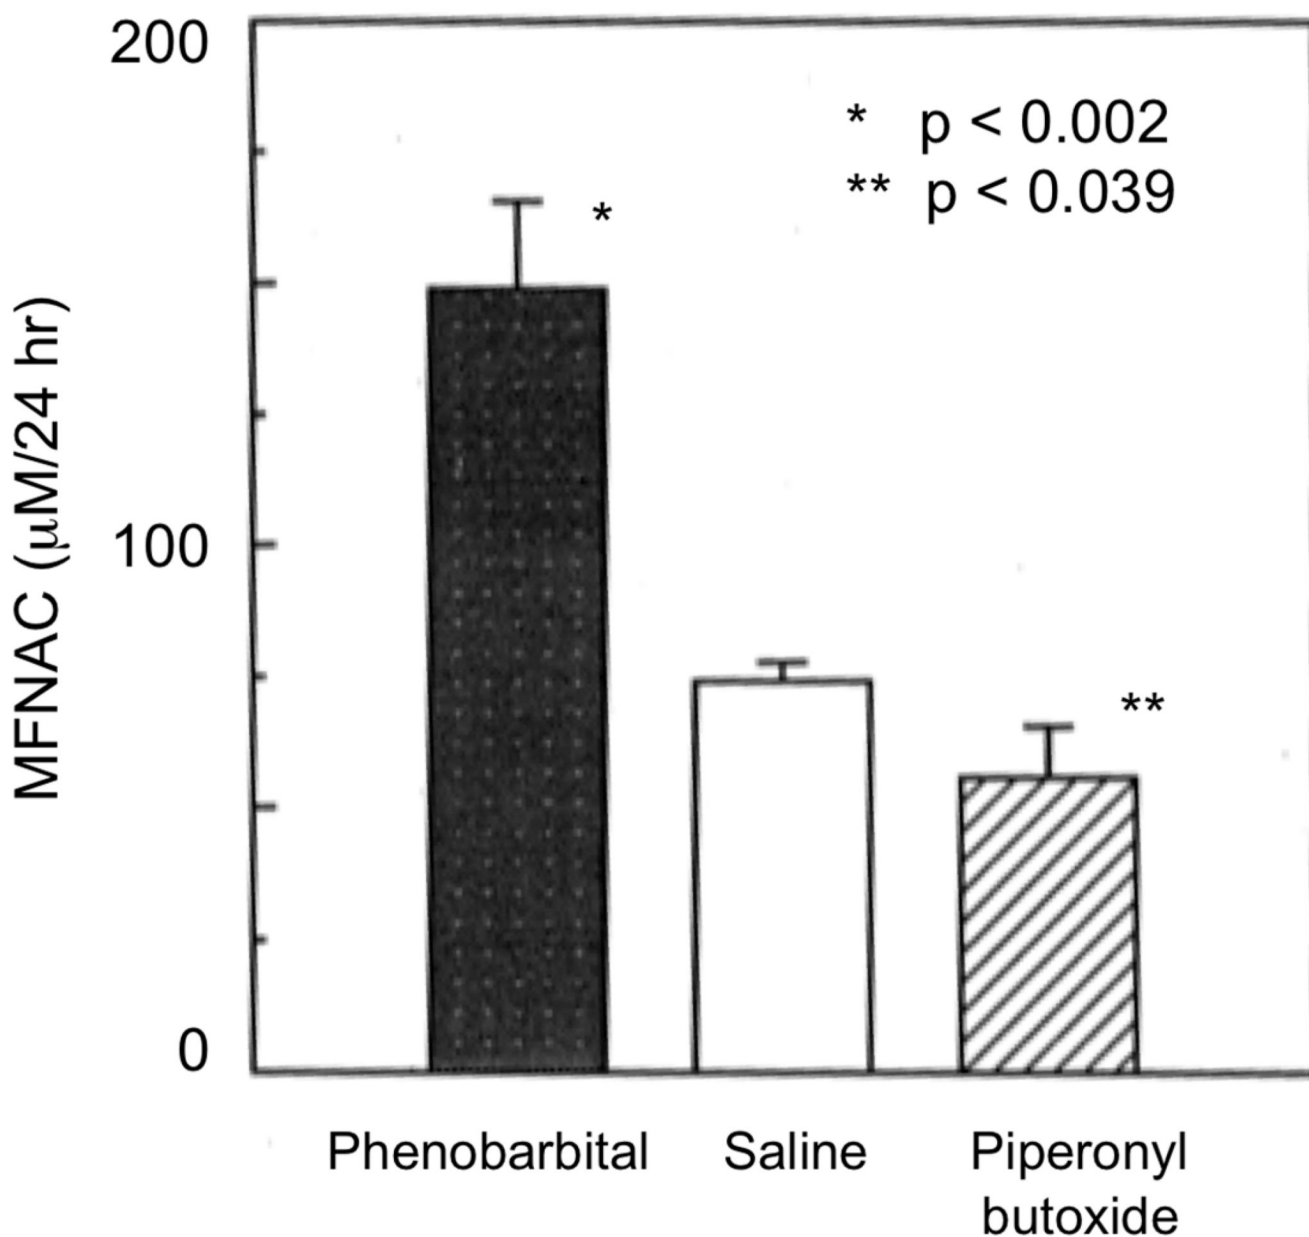 200
* p < 0.002
** p < 0.039
*
MFNAC (μM/24 hr)
100
**
0
Phenobarbital
Saline
Piperonyl
butoxide